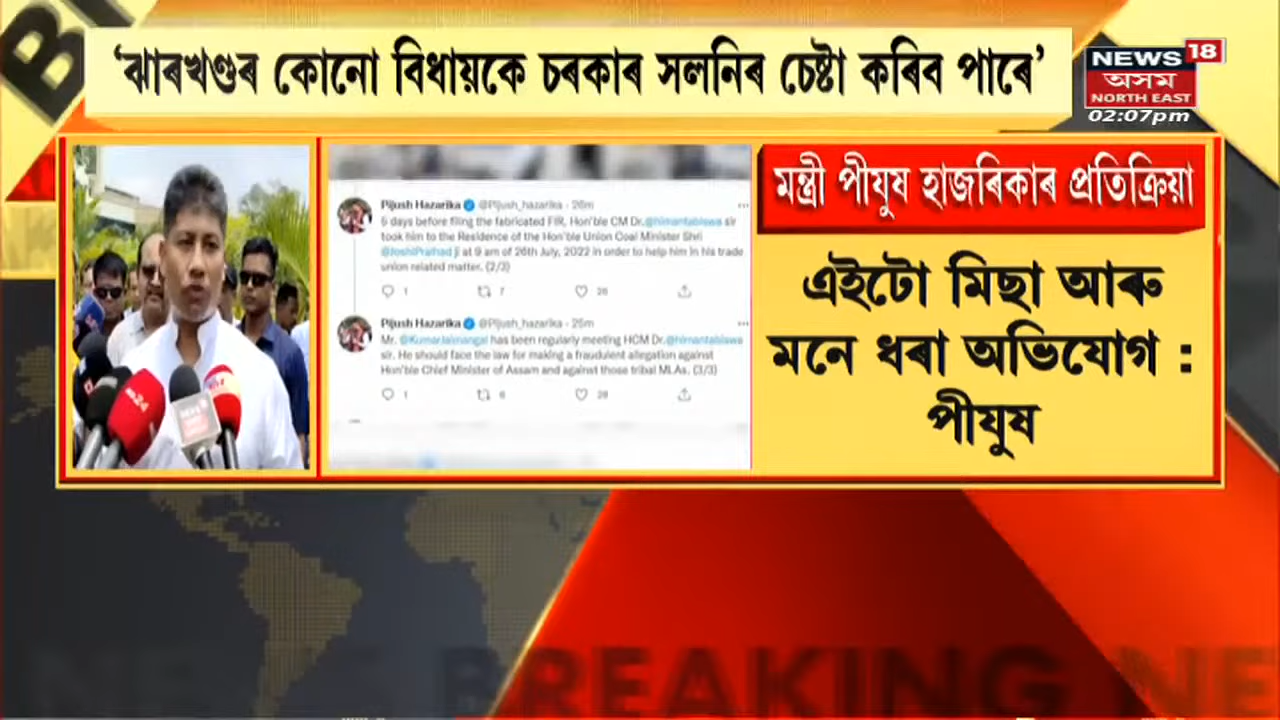 ‘ঝাৰখণ্ডৰ কোনো বিধায়কে চৰকাৰ সলনিৰ চেষ্টা কৰিব পাৰে’
NEWS 18
অসম
NORTH EAST
02:07pm
Pijush Hazarika @Pijush_hazarika · 26m
5 days before filing the fabricated FIR, Hon'ble CM Dr.@himantabiswa sir
took him to the Residence of the Hon'ble Union Coal Minister Shri
@JoshiPralhad ji at 9 am of 26th July, 2022 in order to help him in his trade
union related matter. (2/3)
1 7 26
Pijush Hazarika @Pijush_hazarika · 25m
Mr. @KumarJaimangal has been regularly meeting HCM Dr.@himantabiswa
sir. He should face the law for making a fraudulent allegation against
Hon'ble Chief Minister of Assam and against those tribal MLAs. (3/3)
1 6 28
মন্ত্ৰী পীযুষ হাজৰিকাৰ প্ৰতিক্ৰিয়া
এইটো মিছা আৰু
মনে ধৰা অভিযোগ :
পীযুষ
BREAKING NE